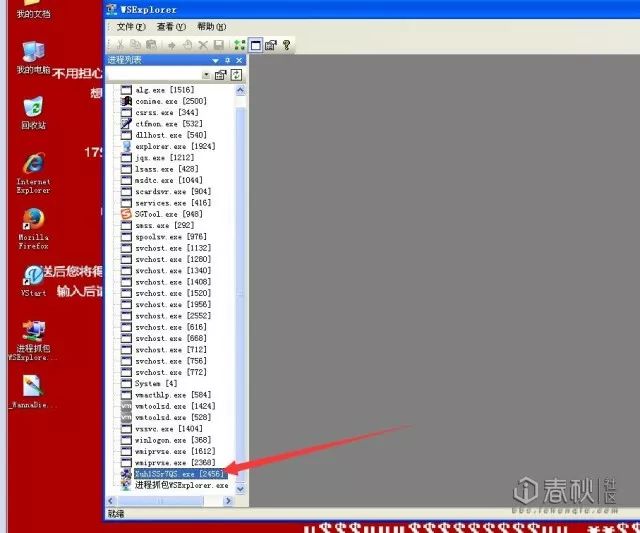 我的文档
我的电脑
不用担心
想
回收站
Internet
Explorer
Mozilla
Firefox
送后您将得
VStart
输入后请
进程抓包
WSExplore...
_WannaDie...
WSExplorer
文件(F) 查看(V) 帮助(H)
进程列表
alg.exe [1516]
conime.exe [2500]
csrss.exe [344]
ctfmon.exe [532]
dllhost.exe [540]
explorer.exe [1924]
jqs.exe [1212]
lsass.exe [428]
msdtc.exe [1044]
scardsvr.exe [904]
services.exe [416]
SGTool.exe [948]
smss.exe [292]
spoolsv.exe [976]
svchost.exe [1132]
svchost.exe [1280]
svchost.exe [1340]
svchost.exe [1408]
svchost.exe [1520]
svchost.exe [1956]
svchost.exe [2552]
svchost.exe [616]
svchost.exe [668]
svchost.exe [712]
svchost.exe [756]
svchost.exe [772]
System [4]
vmacthlp.exe [584]
vmtoolsd.exe [1424]
vmtoolsd.exe [528]
vssvc.exe [1404]
winlogon.exe [368]
wmiprvse.exe [1612]
wmiprvse.exe [2368]
XuhlSSr7QS.exe [2456]
进程抓包WSExplorer.exe
就绪
i春秋 社区
bbs.ichunqiu.com